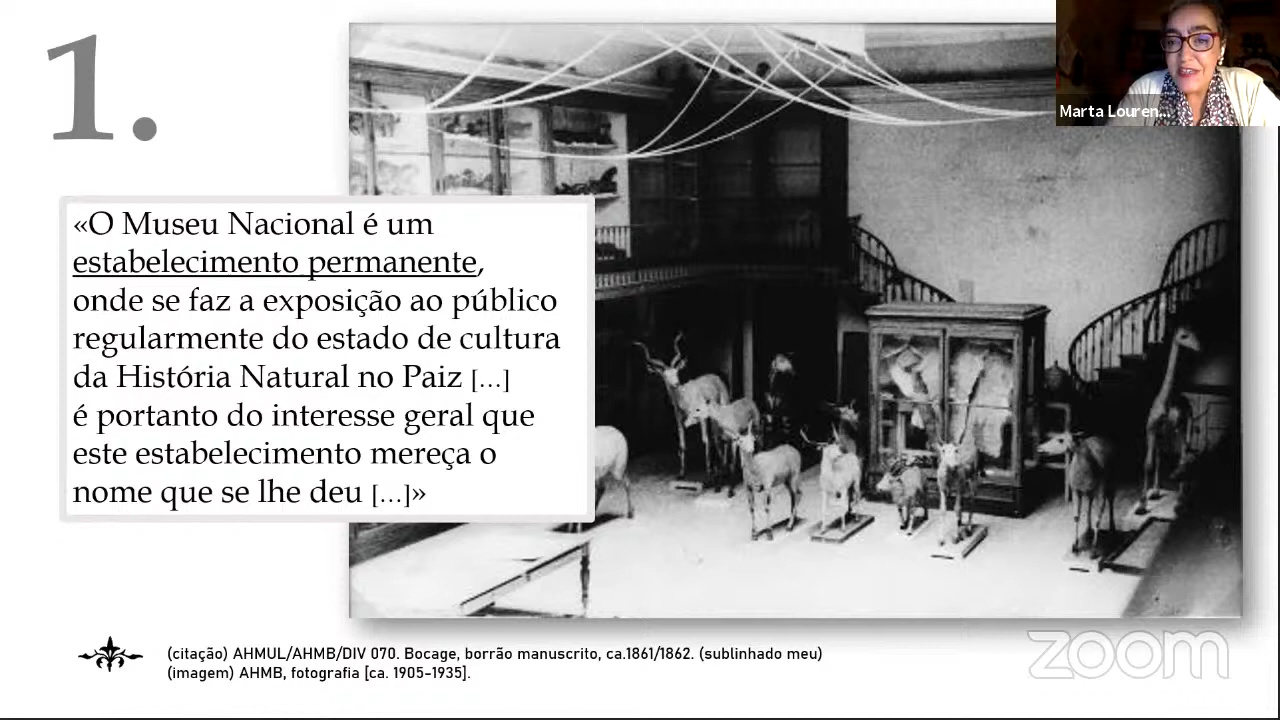 1.
Marta Louren...
«O Museu Nacional é um
estabelecimento permanente,
onde se faz a exposição ao público
regularmente do estado de cultura
da História Natural no Paiz [...]
é portanto do interesse geral que
este estabelecimento mereça o
nome que se lhe deu [...]»
(citação) AHMUL/AHMB/DIV 070. Bocage, borrão manuscrito, ca.1861/1862. (sublinhado meu)
(imagem) AHMB, fotografia [ca. 1905-1935].
zoom